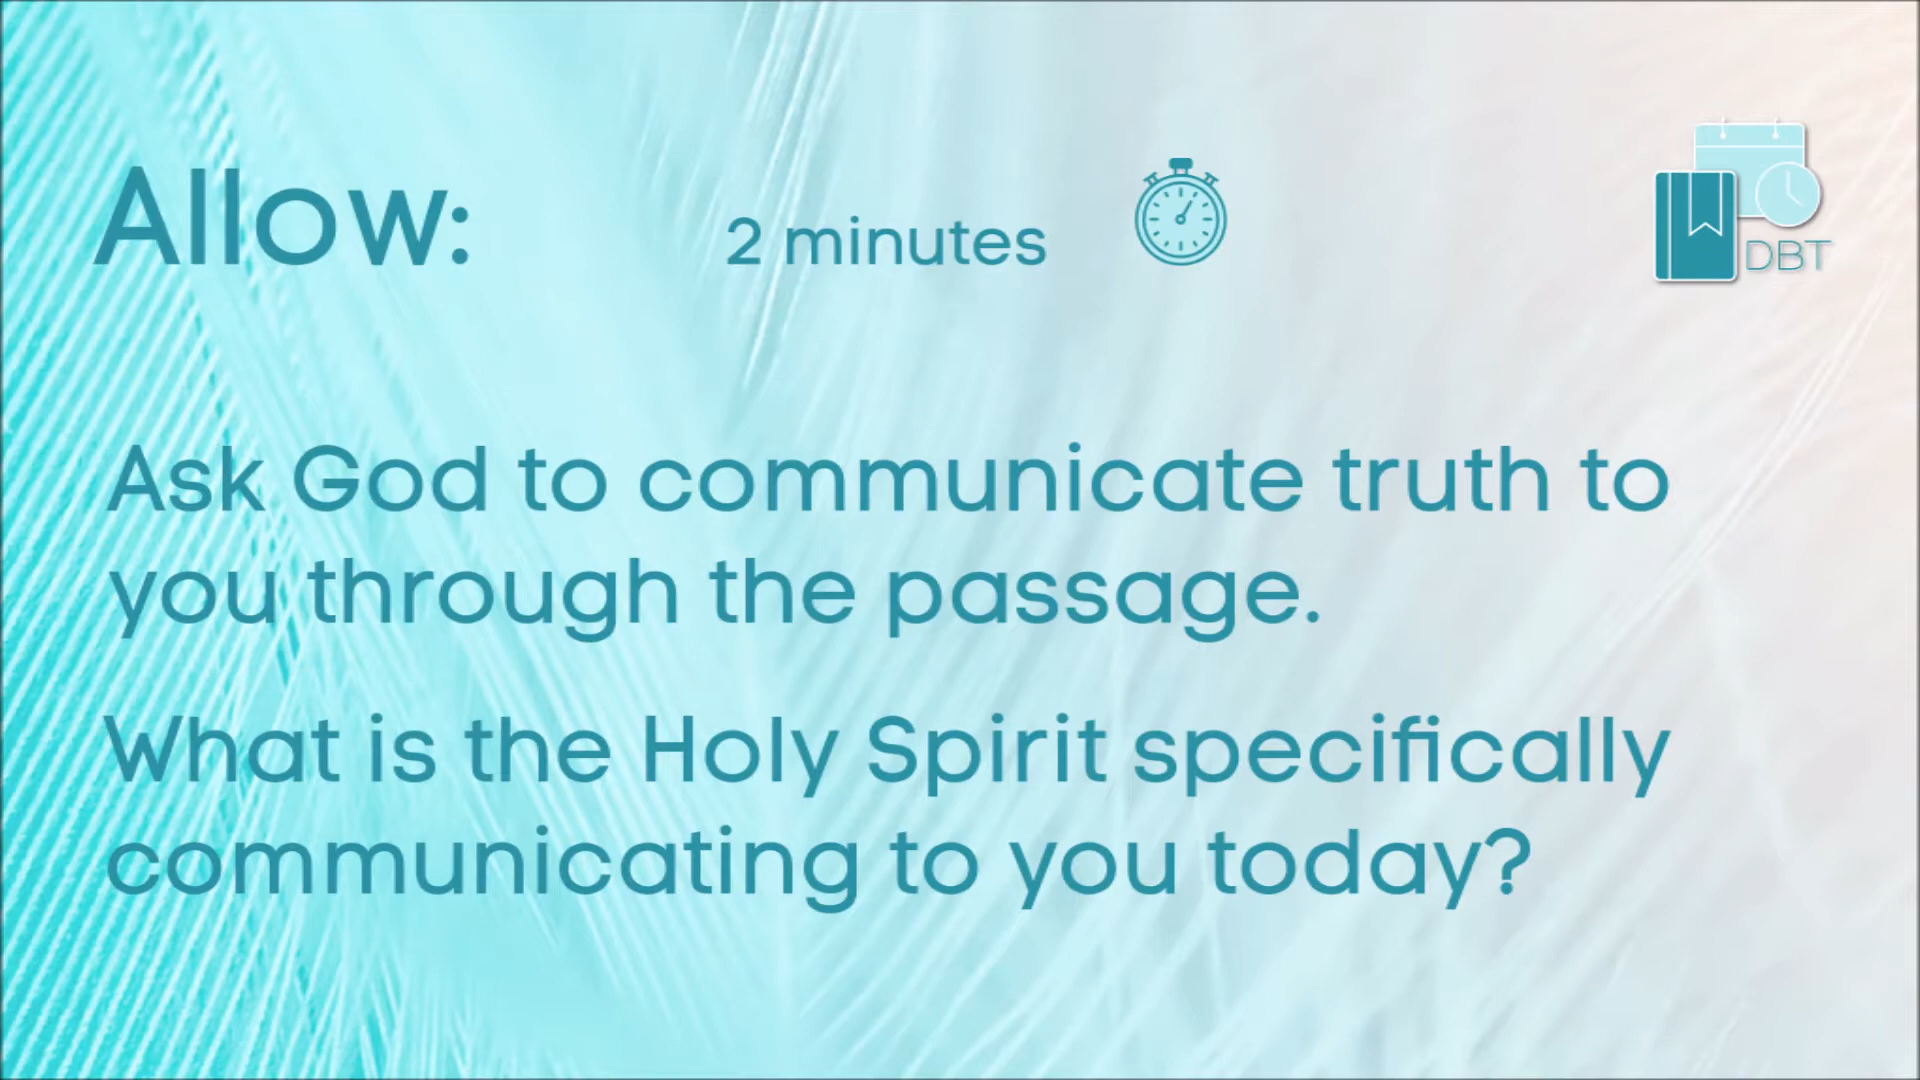 Allow:
2 minutes
DBT
Ask God to communicate truth to
you through the passage.
What is the Holy Spirit specifically
communicating to you today?